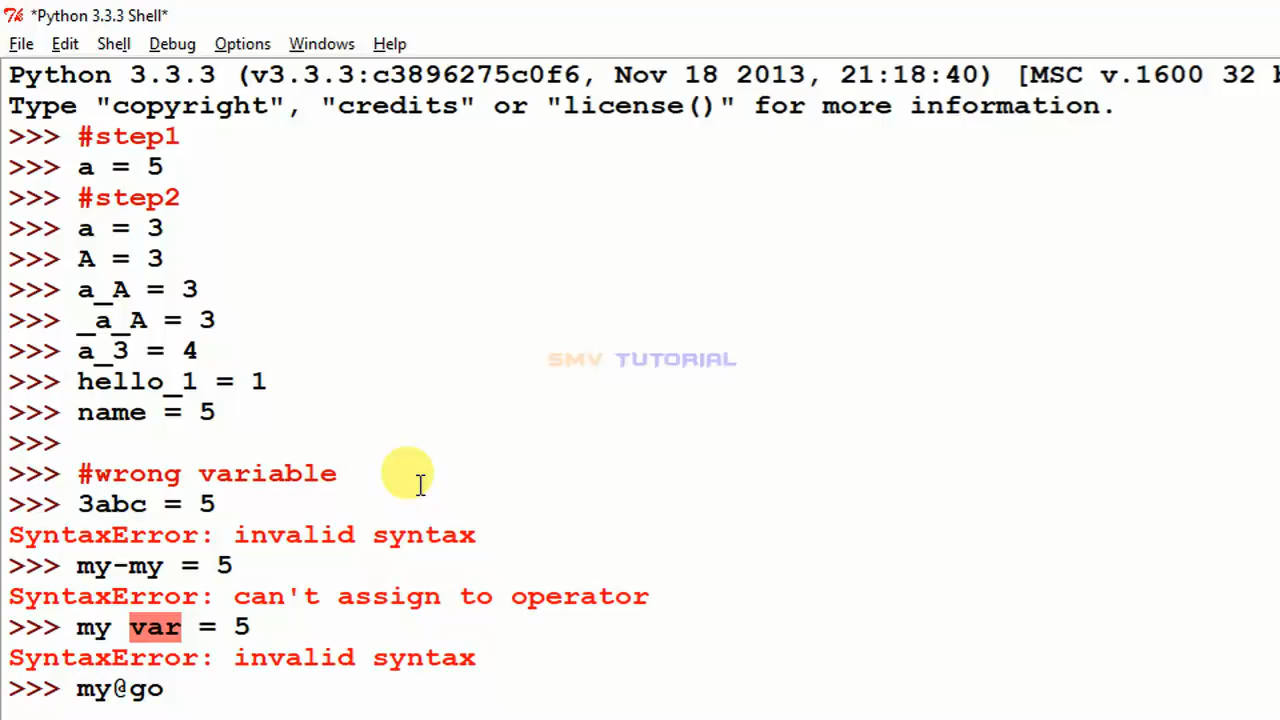 *Python 3.3.3 Shell*
File Edit Shell Debug Options Windows Help
Python 3.3.3 (v3.3.3:c3896275c0f6, Nov 18 2013, 21:18:40) [MSC v.1600 32 b
Type "copyright", "credits" or "license()" for more information.
>>> #step1
>>> a = 5
>>> #step2
>>> a = 3
>>> A = 3
>>> a_A = 3
>>> _a_A = 3
>>> a_3 = 4
SMV TUTORIAL
>>> hello_1 = 1
>>> name = 5
>>>
>>> #wrong variable
>>> 3abc = 5
SyntaxError: invalid syntax
>>> my-my = 5
SyntaxError: can't assign to operator
>>> my var = 5
SyntaxError: invalid syntax
>>> my@go